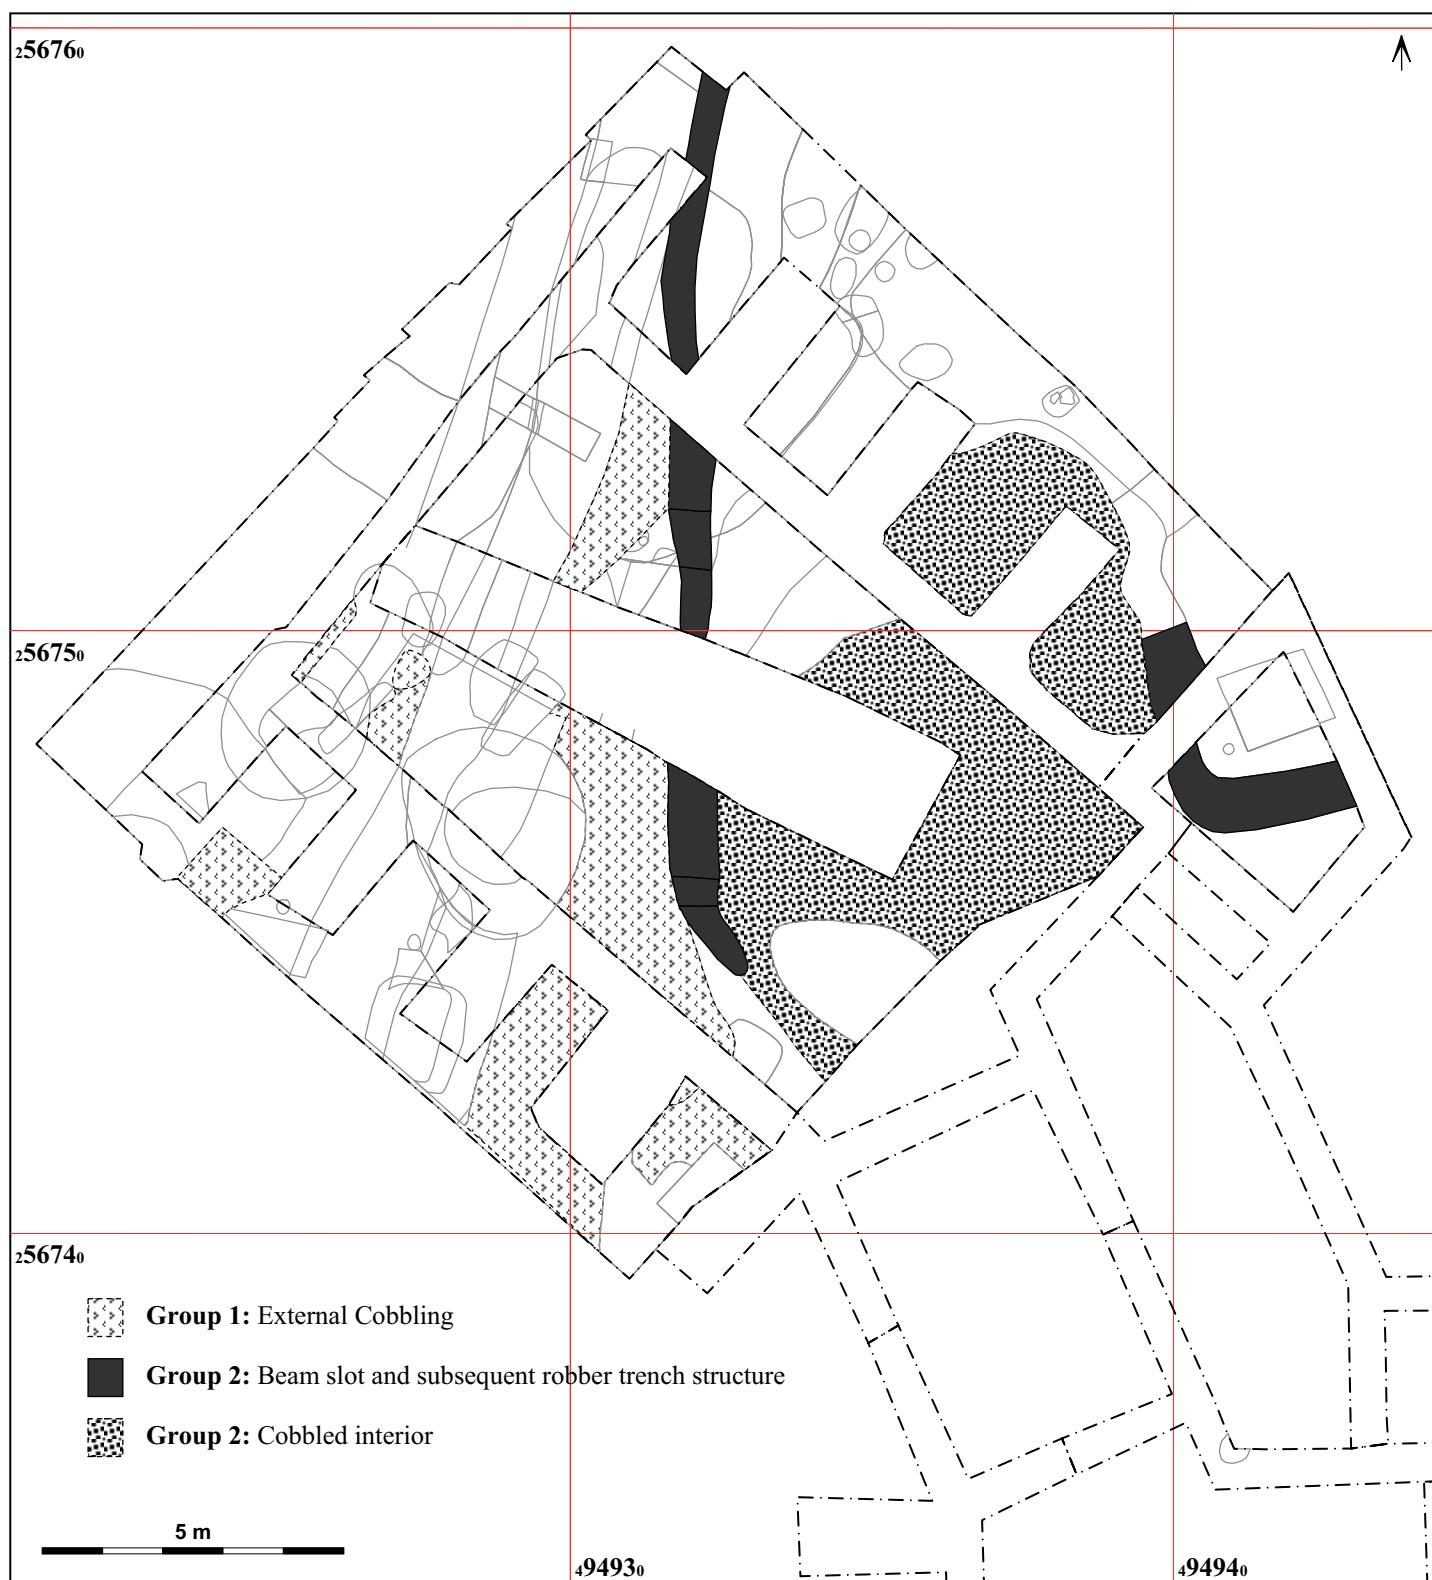 256760
256750
256740
Group 1: External Cobbling
Group 2: Beam slot and subsequent robber trench structure
Group 2: Cobbled interior
5 m
494930
494940